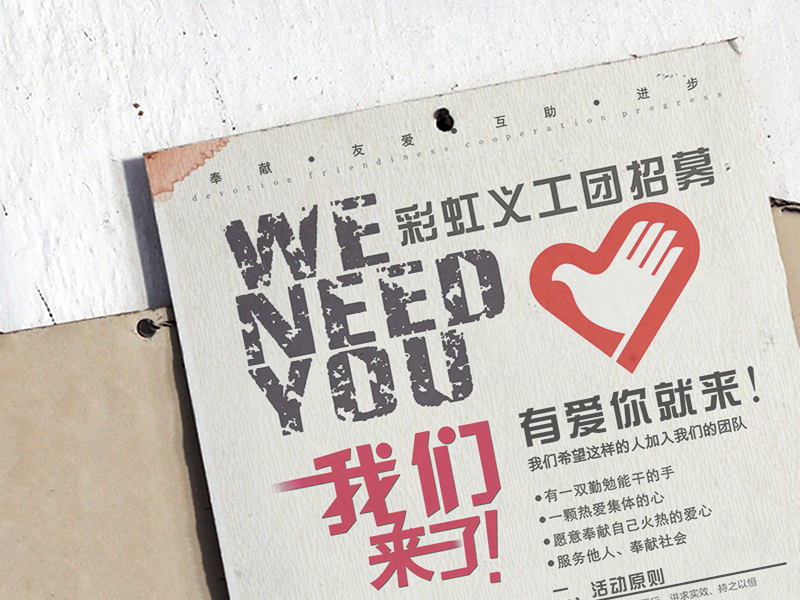 奉献 • 友爱 • 互助 • 进步
devotion friendiness cooperation progress
彩虹义工团招募
WE
NEED
YOU
有爱你就来!
我们希望这样的人加入我们的团队
●有一双勤勉能干的手
●一颗热爱集体的心
●愿意奉献自己火热的爱心
●服务他人、奉献社会
我们
来了!
一、活动原则
讲求实效、持之以恒